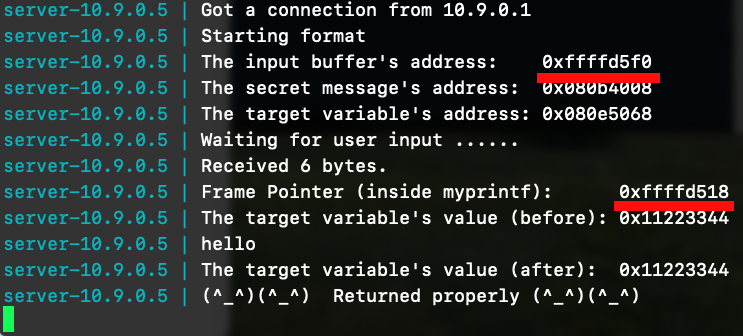 server-10.9.0.5 | Got a connection from 10.9.0.1
server-10.9.0.5 | Starting format
server-10.9.0.5 | The input buffer's address:    0xffffd5f0
server-10.9.0.5 | The secret message's address:  0x080b4008
server-10.9.0.5 | The target variable's address: 0x080e5068
server-10.9.0.5 | Waiting for user input ......
server-10.9.0.5 | Received 6 bytes.
server-10.9.0.5 | Frame Pointer (inside myprintf):      0xffffd518
server-10.9.0.5 | The target variable's value (before): 0x11223344
server-10.9.0.5 | hello
server-10.9.0.5 | The target variable's value (after):  0x11223344
server-10.9.0.5 | (^_^)(^_^)  Returned properly (^_^)(^_^)